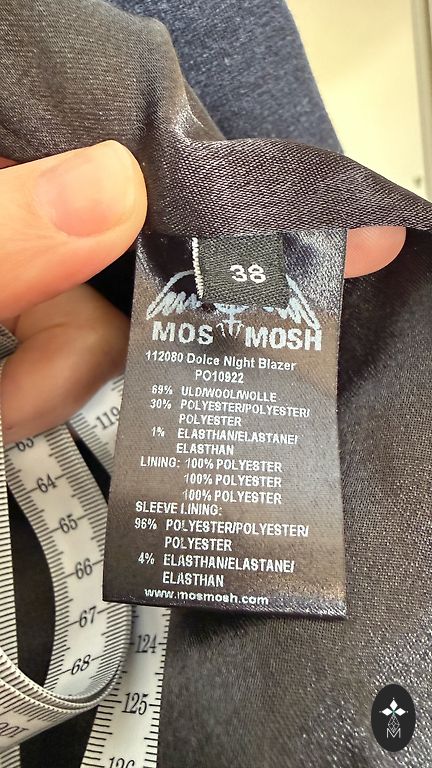 38
MOS MOSH
112080 Dolce Night Blazer
PO10922
69% ULD/WOOL/WOLLE
30% POLYESTER/POLYESTER/
POLYESTER
1% ELASTHAN/ELASTANE/
ELASTHAN
LINING: 100% POLYESTER
100% POLYESTER
100% POLYESTER
SLEEVE LINING:
96% POLYESTER/POLYESTER/
POLYESTER
4% ELASTHAN/ELASTANE/
ELASTHAN
www.mosmosh.com
63
64
65
66
67
68
119
124
125
126
100